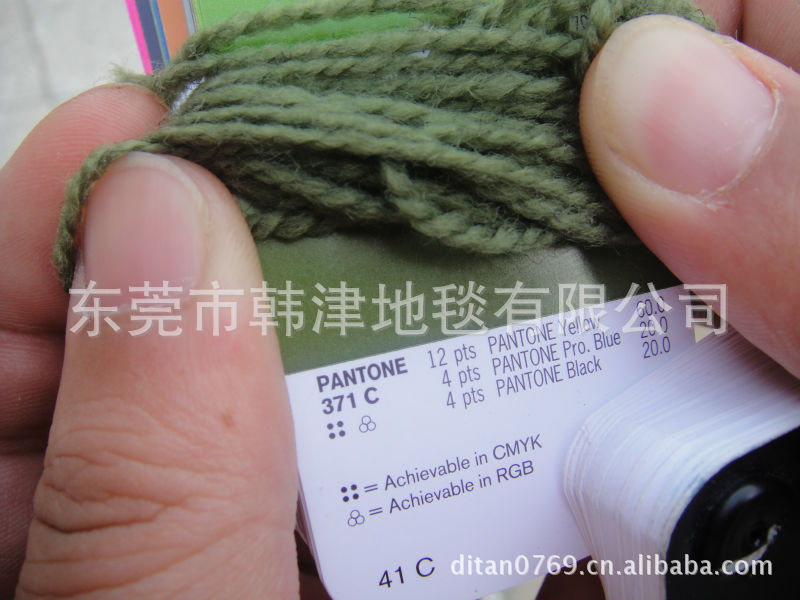 东莞市韩津地毯有限公司
PANTONE
371 C
12 pts PANTONE Yellow 60.0
4 pts PANTONE Pro. Blue 20.0
4 pts PANTONE Black 20.0
= Achievable in CMYK
= Achievable in RGB
41 C
ditan0769.cn.alibaba.com